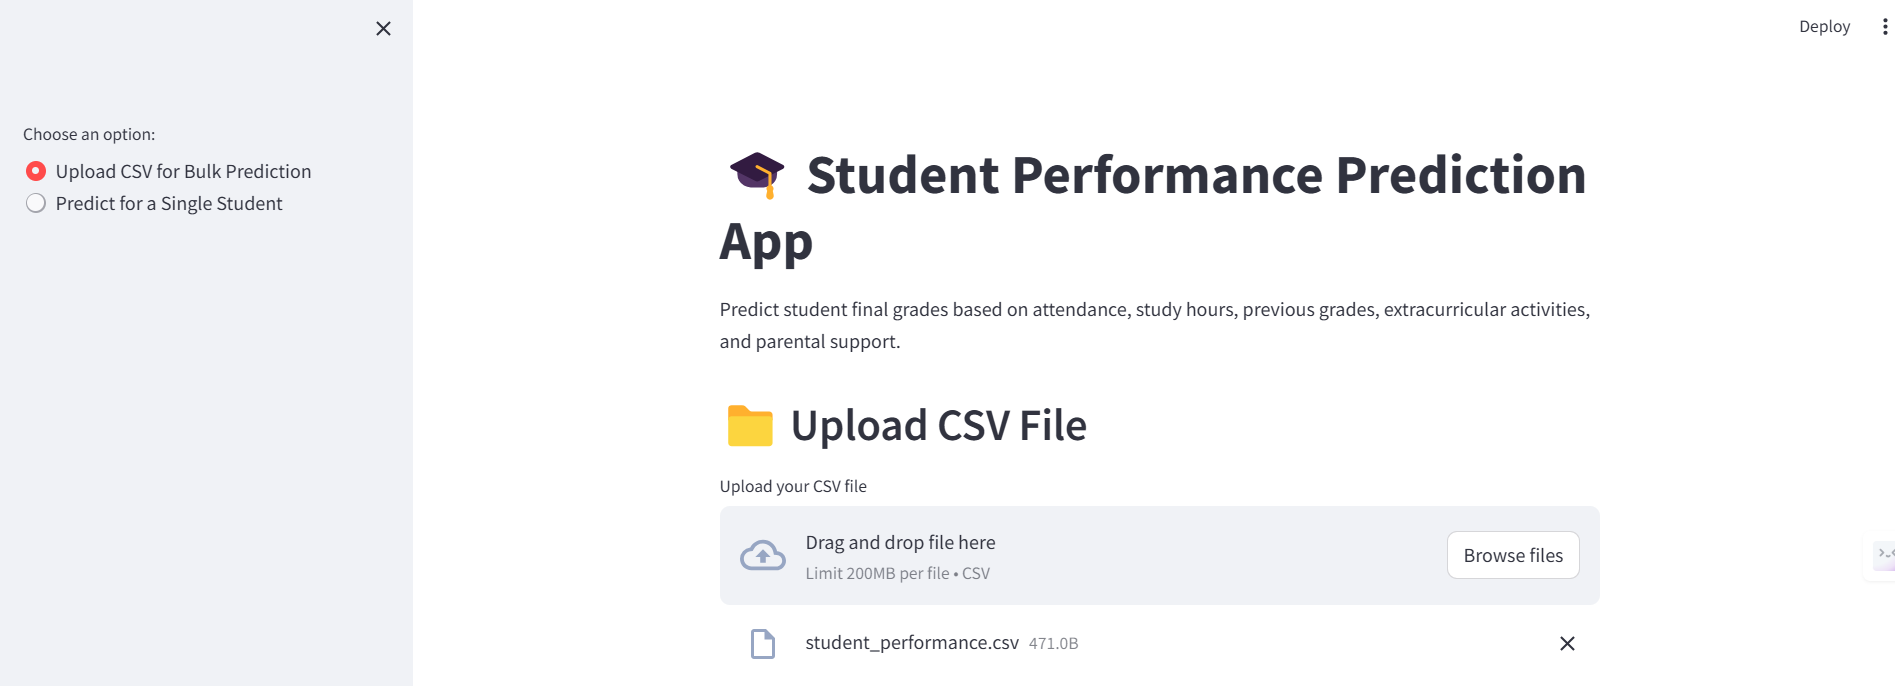 Deploy
Choose an option:
Upload CSV for Bulk Prediction
Predict for a Single Student
Student Performance Prediction
App
Predict student final grades based on attendance, study hours, previous grades, extracurricular activities,
and parental support.
Upload CSV File
Upload your CSV file
Drag and drop file here
Limit 200MB per file • CSV
Browse files
student_performance.csv 471.0B